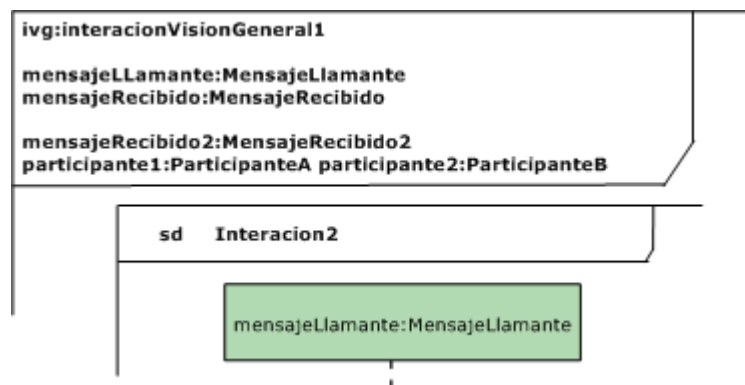 ivg:interacionVisionGeneral1
mensajeLLamante:MensajeLlamante
mensajeRecibido:MensajeRecibido
mensajeRecibido2:MensajeRecibido2
participante1:ParticipanteA participante2:ParticipanteB
sd Interacion2
mensajeLlamante:MensajeLlamante